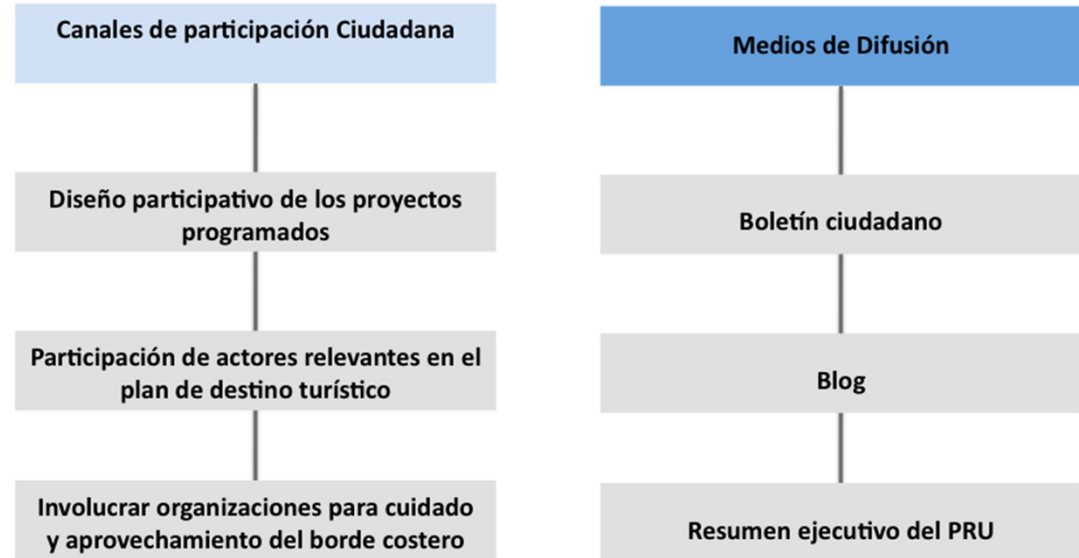 Canales de participación Ciudadana
Diseño participativo de los proyectos
programados
Participación de actores relevantes en el
plan de destino turístico
Involucrar organizaciones para cuidado
y aprovechamiento del borde costero
Medios de Difusión
Boletín ciudadano
Blog
Resumen ejecutivo del PRU